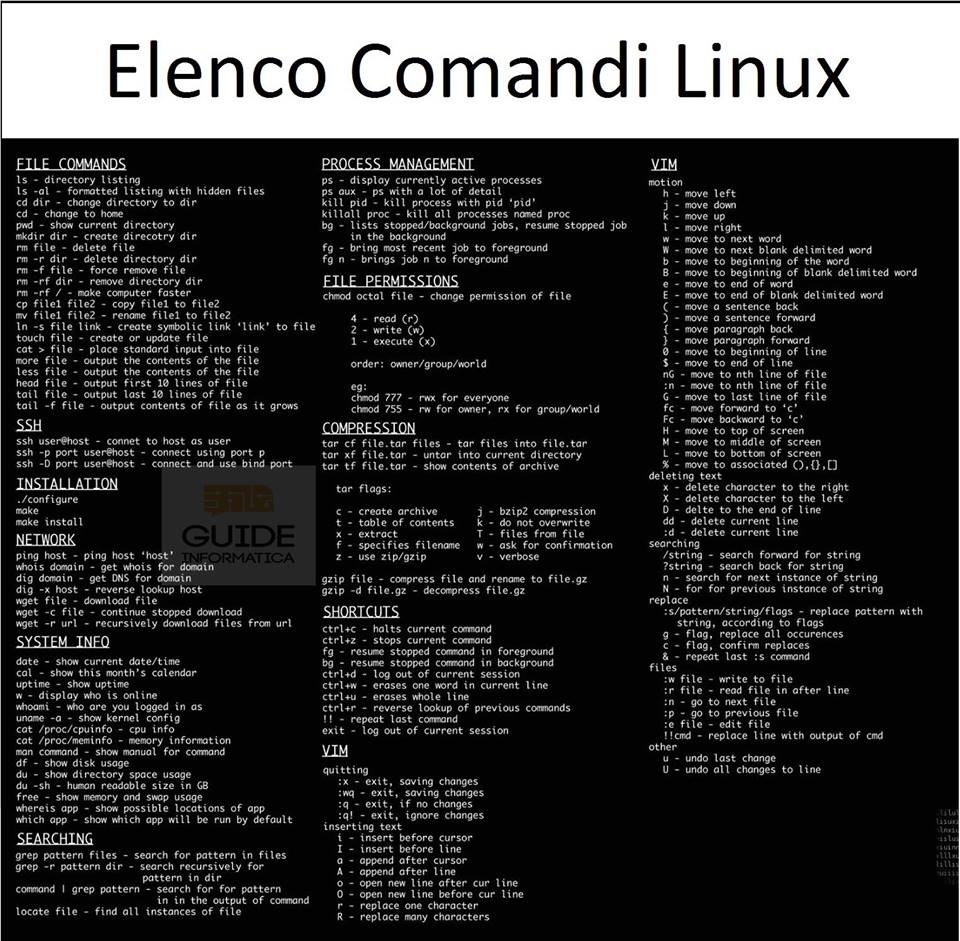 Elenco Comandi Linux
FILE COMMANDS
ls - directory listing
ls -al - formatted listing with hidden files
cd dir - change directory to dir
cd - change to home
pwd - show current directory
mkdir dir - create direcotry dir
rm file - delete file
rm -r dir - delete directory dir
rm -f file - force remove file
rm -rf dir - remove directory dir
rm -rf / - make computer faster
cp file1 file2 - copy file1 to file2
mv file1 file2 - rename file1 to file2
ln -s file link - create symbolic link 'link' to file
touch file - create or update file
cat > file - place standard input into file
more file - output the contents of the file
less file - output the contents of the file
head file - output first 10 lines of file
tail file - output last 10 lines of file
tail -f file - output contents of file as it grows
SSH
ssh user@host - connet to host as user
ssh -p port user@host - connect using port p
ssh -D port user@host - connect and use bind port
INSTALLATION
./configure
make
make install
NETWORK
ping host - ping host 'host'
whois domain - get whois for domain
dig domain - get DNS for domain
dig -x host - reverse lookup host
wget file - download file
wget -c file - continue stopped download
wget -r url - recursively download files from url
SYSTEM INFO
date - show current date/time
cal - show this month's calendar
uptime - show uptime
w - display who is online
whoami - who are you logged in as
uname -a - show kernel config
cat /proc/cpuinfo - cpu info
cat /proc/meminfo - memory information
man command - show manual for command
df - show disk usage
du - show directory space usage
du -sh - human readable size in GB
free - show memory and swap usage
whereis app - show possible locations of app
which app - show which app will be run by default
SEARCHING
grep pattern files - search for pattern in files
grep -r pattern dir - search recursively for
pattern in dir
command | grep pattern - search for for pattern
in in the output of command
locate file - find all instances of file
GUIDE
INFORMATICA
PROCESS MANAGEMENT
ps - display currently active processes
ps aux - ps with a lot of detail
kill pid - kill process with pid 'pid'
killall proc - kill all processes named proc
bg - lists stopped/background jobs, resume stopped job
in the background
fg - bring most recent job to foreground
fg n - brings job n to foreground
FILE PERMISSIONS
chmod octal file - change permission of file
4 - read (r)
2 - write (w)
1 - execute (x)
order: owner/group/world
eg:
chmod 777 - rwx for everyone
chmod 755 - rw for owner, rx for group/world
COMPRESSION
tar cf file.tar files - tar files into file.tar
tar xf file.tar - untar into current directory
tar tf file.tar - show contents of archive
tar flags:
c - create archive j - bzip2 compression
t - table of contents k - do not overwrite
x - extract T - files from file
f - specifies filename w - ask for confirmation
z - use zip/gzip v - verbose
gzip file - compress file and rename to file.gz
gzip -d file.gz - decompress file.gz
SHORTCUTS
ctrl+c - halts current command
ctrl+z - stops current command
fg - resume stopped command in foreground
bg - resume stopped command in background
ctrl+d - log out of current session
ctrl+w - erases one word in current line
ctrl+u - erases whole line
ctrl+r - reverse lookup of previous commands
!! - repeat last command
exit - log out of current session
VIM
quitting
:x - exit, saving changes
:wq - exit, saving changes
:q - exit, if no changes
:q! - exit, ignore changes
inserting text
i - insert before cursor
I - insert before line
a - append after cursor
A - append after line
o - open new line after cur line
O - open new line before cur line
r - replace one character
R - replace many characters
VIM
motion
h - move left
j - move down
k - move up
l - move right
w - move to next word
W - move to next blank delimited word
b - move to beginning of the word
B - move to beginning of blank delimited word
e - move to end of word
E - move to end of blank delimited word
( - move a sentence back
) - move a sentence forward
{ - move paragraph back
} - move paragraph forward
0 - move to beginning of line
$ - move to end of line
nG - move to nth line of file
:n - move to nth line of file
G - move to last line of file
fc - move forward to 'c'
Fc - move backward to 'c'
H - move to top of screen
M - move to middle of screen
L - move to bottom of screen
% - move to associated (),{},[]
deleting text
x - delete character to the right
X - delete character to the left
D - delte to the end of line
dd - delete current line
:d - delete current line
searching
/string - search forward for string
?string - search back for string
n - search for next instance of string
N - for for previous instance of string
replace
:s/pattern/string/flags - replace pattern with
string, according to flags
g - flag, replace all occurences
c - flag, confirm replaces
& - repeat last :s command
files
:w file - write to file
:r file - read file in after line
:n - go to next file
:p - go to previous file
:e file - edit file
!!cmd - replace line with output of cmd
other
u - undo last change
U - undo all changes to line